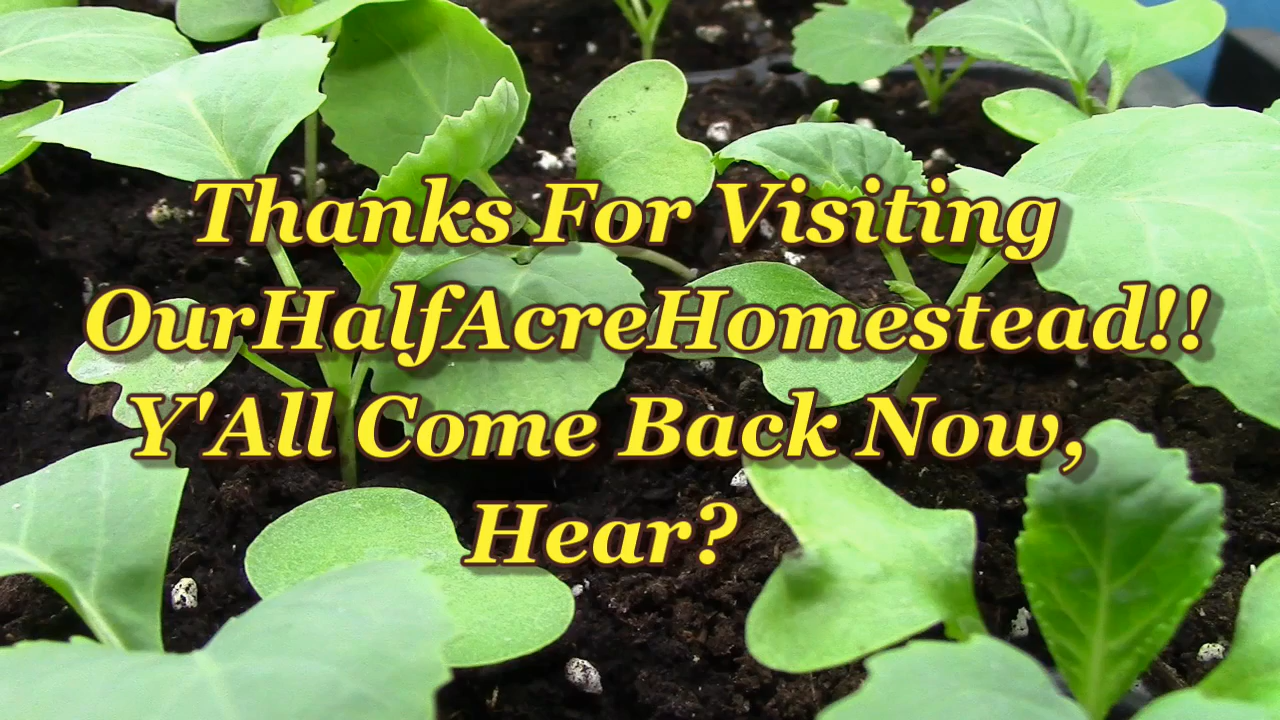 Thanks For Visiting
OurHalfAcreHomestead!!
Y'All Come Back Now,
Hear?